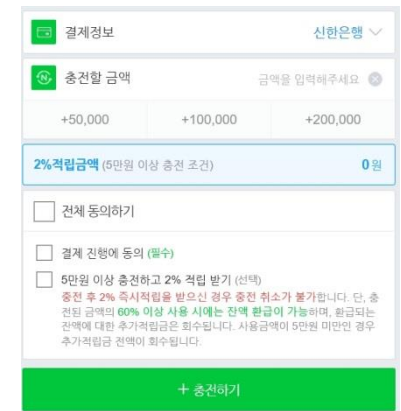 결제정보 신한은행
충전할 금액 금액을 입력해주세요
+50,000 +100,000 +200,000
2%적립금액 (5만원 이상 충전 조건) 0원
전체 동의하기
결제 진행에 동의 (필수)
5만원 이상 충전하고 2% 적립 받기 (선택)
충전 후 2% 즉시적립을 받으신 경우 충전 취소가 불가합니다. 단, 충
전된 금액의 60% 이상 사용 시에는 잔액 환급이 가능하며, 환급되는
잔액에 대한 추가적립금은 회수됩니다. 사용금액이 5만원 미만인 경우
추가적립금 전액이 회수됩니다.
+ 충전하기